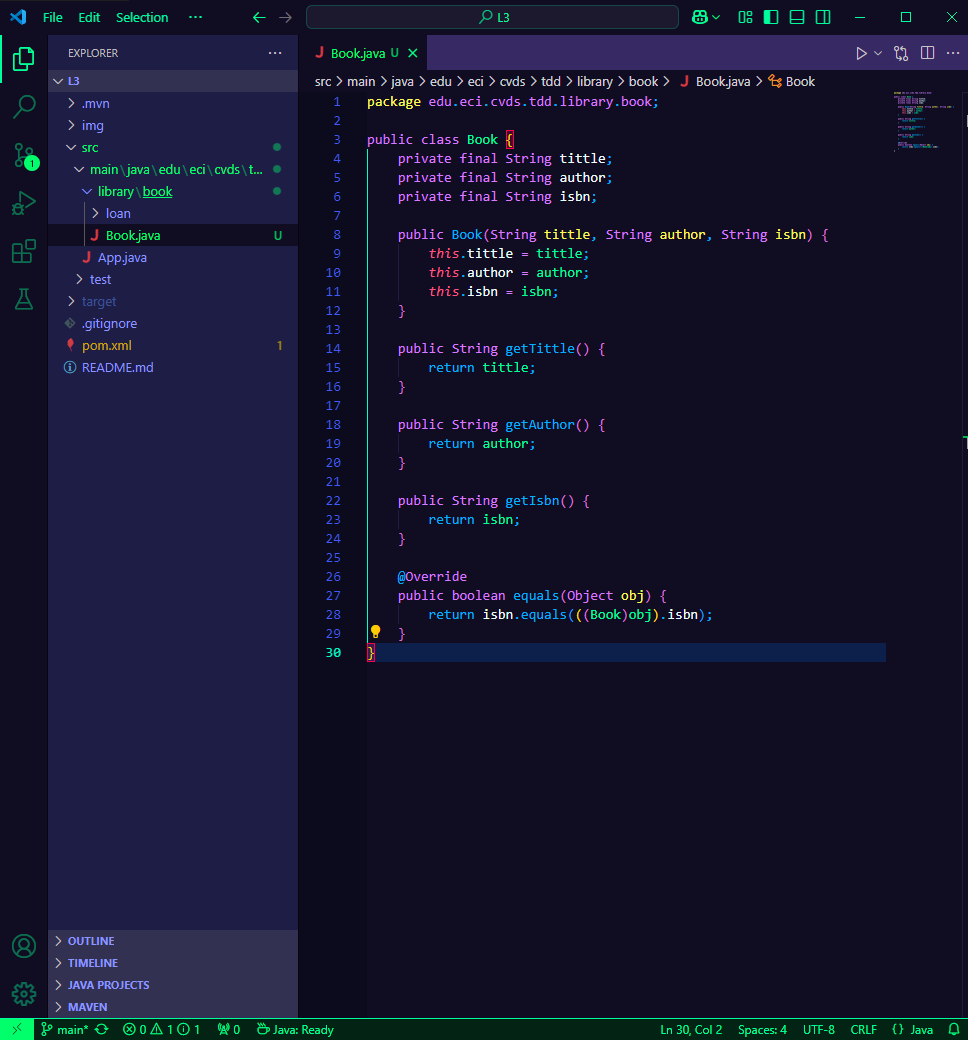 File Edit Selection ··· L3
EXPLORER ···
L3
.mvn
img
src
main\java\edu\eci\cvds\t...
library\book
loan
Book.java U
App.java
test
target
.gitignore
pom.xml 1
README.md
OUTLINE
TIMELINE
JAVA PROJECTS
MAVEN
1
Book.java U
src > main > java > edu > eci > cvds > tdd > library > book > Book.java > Book
1 package edu.eci.cvds.tdd.library.book;
2
3 public class Book {
4 private final String tittle;
5 private final String author;
6 private final String isbn;
7
8 public Book(String tittle, String author, String isbn) {
9 this.tittle = tittle;
10 this.author = author;
11 this.isbn = isbn;
12 }
13
14 public String getTittle() {
15 return tittle;
16 }
17
18 public String getAuthor() {
19 return author;
20 }
21
22 public String getIsbn() {
23 return isbn;
24 }
25
26 @Override
27 public boolean equals(Object obj) {
28 return isbn.equals(((Book)obj).isbn);
29 }
30 }
main* 0 1 1 0 Java: Ready Ln 30, Col 2 Spaces: 4 UTF-8 CRLF {} Java